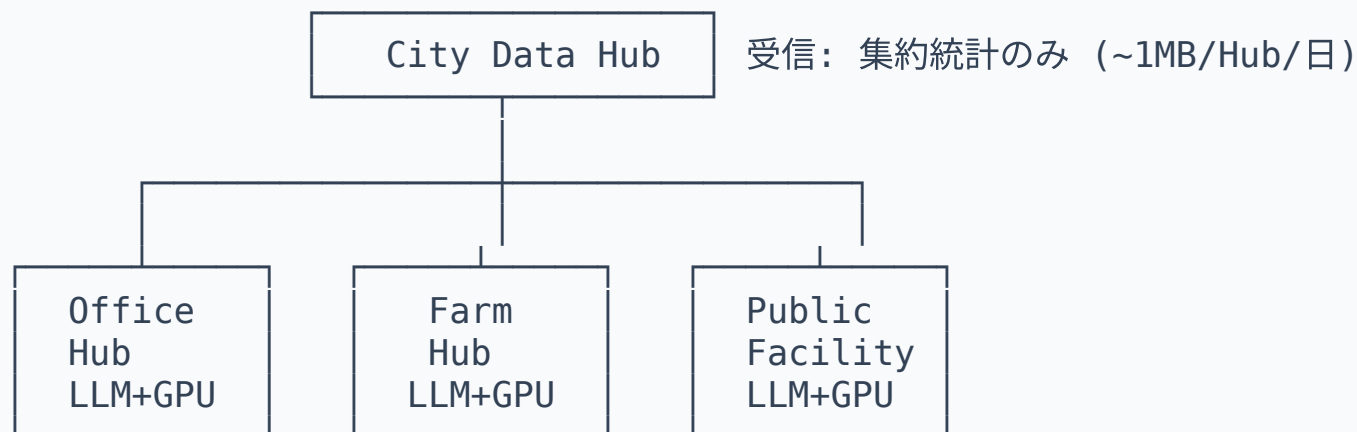 City Data Hub 受信: 集約統計のみ (~1MB/Hub/日)
Office Farm Public
Hub Hub Facility
LLM+GPU LLM+GPU LLM+GPU